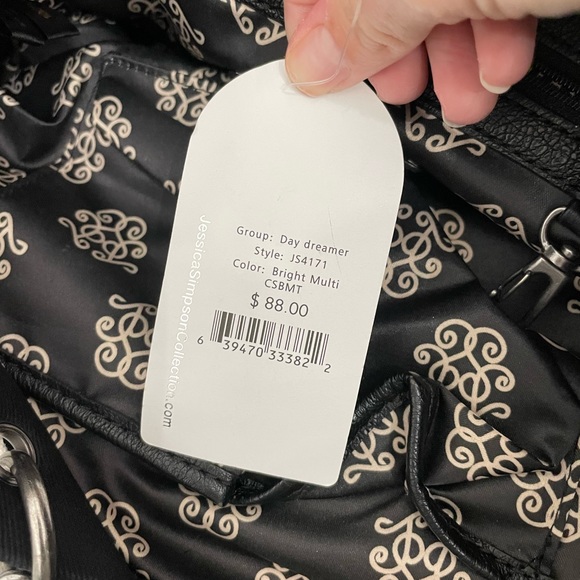 Group: Day dreamer
Style: JS4171
Color: Bright Multi
CSBMT
$ 88.00
6 39470 33382 2
JessicaSimpsonCollection.com